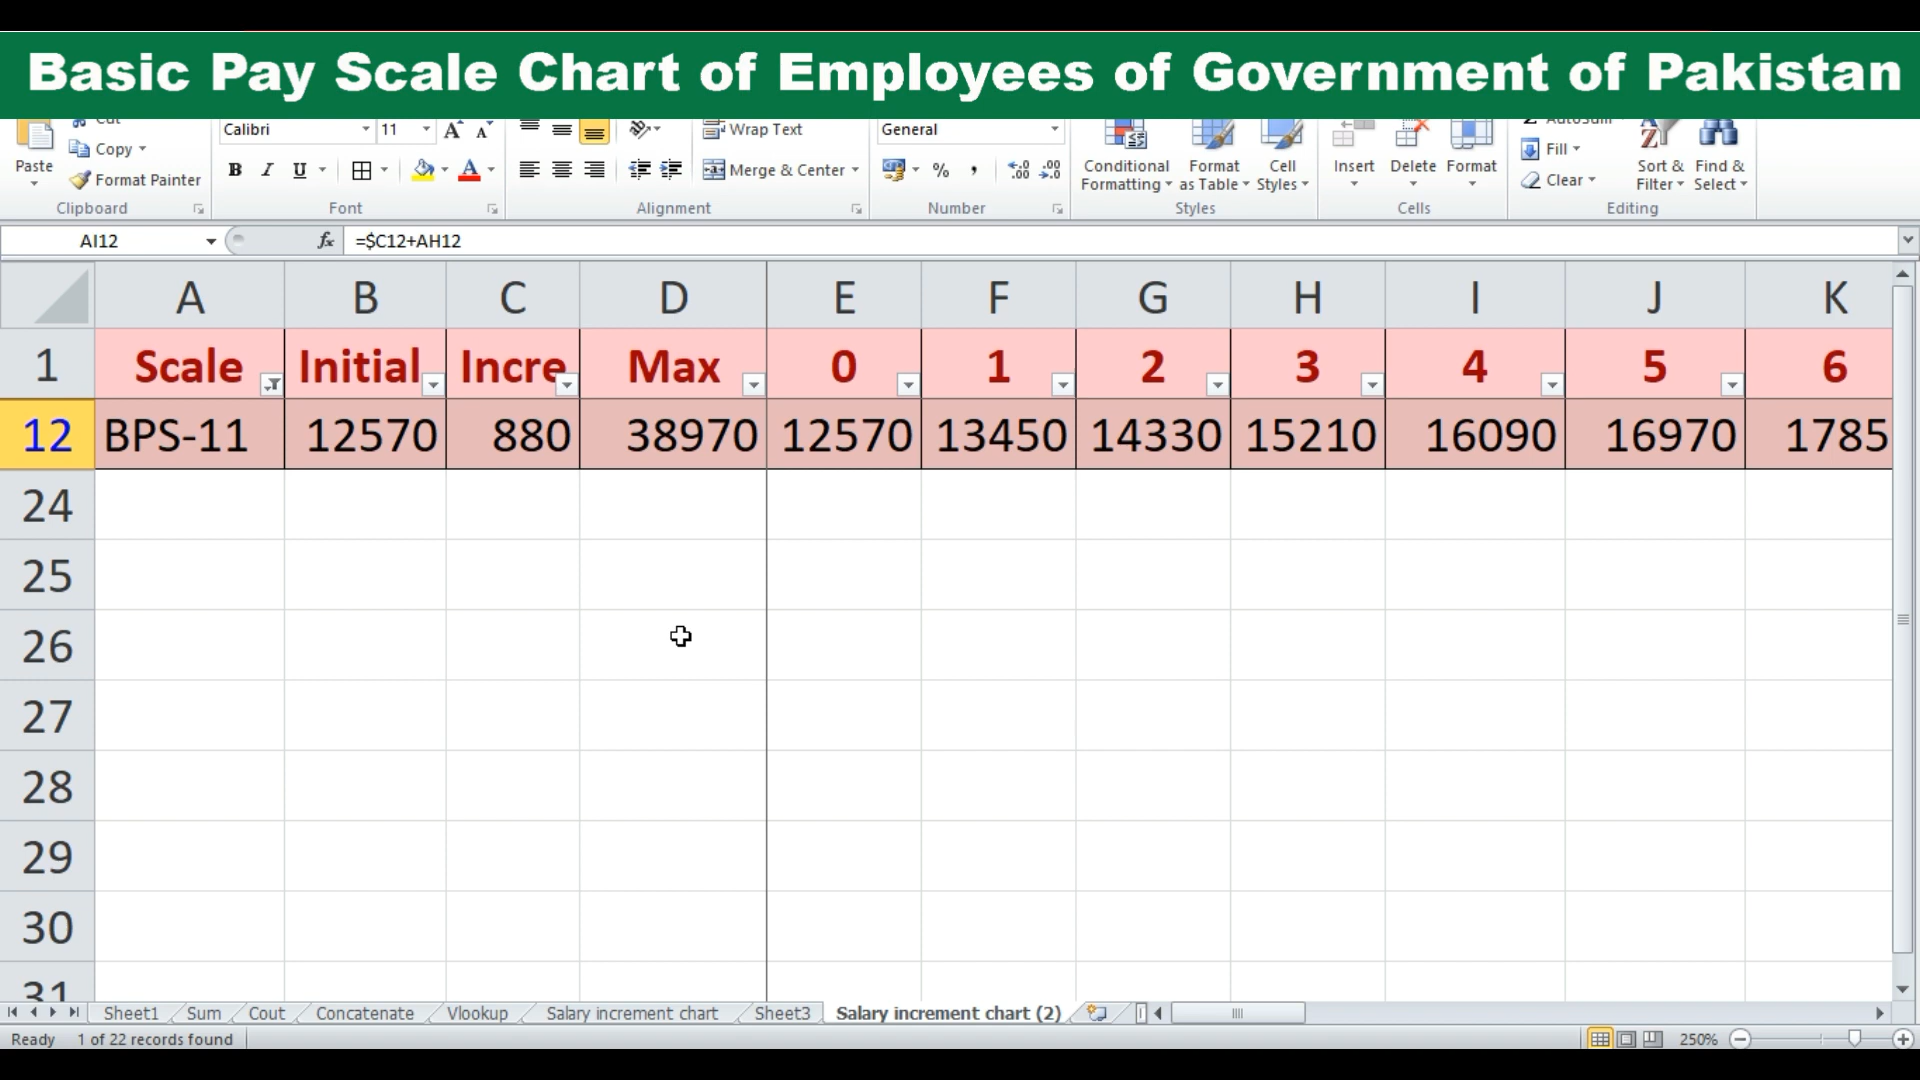 Basic Pay Scale Chart of Employees of Government of Pakistan
Cut Calibri 11 Wrap Text General AutoSum
Paste Copy Conditional Formatting Format as Table Cell Styles Insert Delete Format Fill Sort & Filter Find & Select
Format Painter B I U Merge & Center % , Clear
Clipboard Font Alignment Number Styles Cells Editing
AI12 fx =$C12+AH12
A B C D E F G H I J K
1 Scale Initial Incre Max 0 1 2 3 4 5 6
12 BPS-11 12570 880 38970 12570 13450 14330 15210 16090 16970 1785
24
25
26
27
28
29
30
31
Sheet1 Sum Cout Concatenate Vlookup Salary increment chart Sheet3 Salary increment chart (2)
Ready 1 of 22 records found 250%